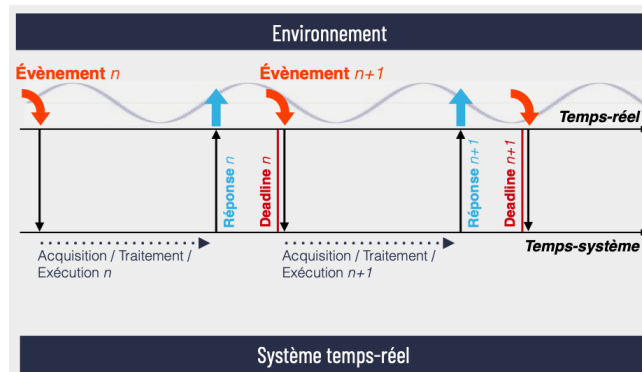 Environnement
Évènement n
Évènement n+1
Temps-réel
Réponse n
Deadline n
Réponse n+1
Deadline n+1
Temps-système
Acquisition / Traitement /
Exécution n
Acquisition / Traitement /
Exécution n+1
Système temps-réel